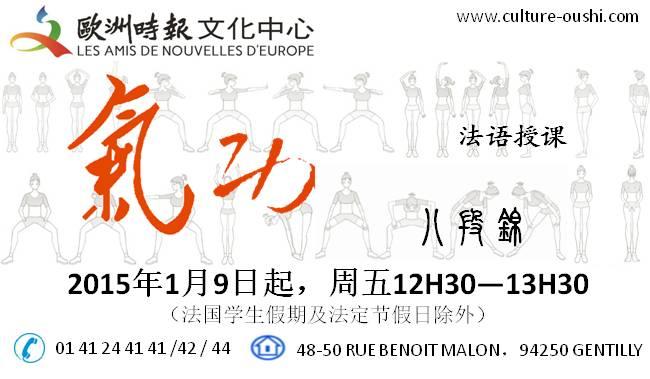 www.culture-oushi.com
歐洲時報文化中心
LES AMIS DE NOUVELLES D'EUROPE
氣功
法语授课
八段錦
2015年1月9日起，周五12H30—13H30
（法国学生假期及法定节假日除外）
01 41 24 41 41 /42 / 44
48-50 RUE BENOIT MALON，94250 GENTILLY